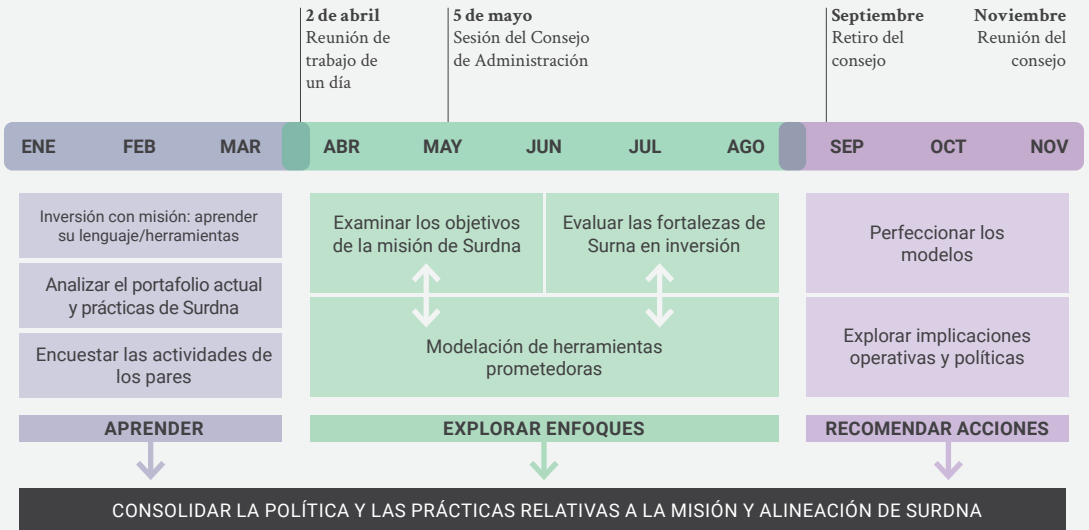 2 de abril
Reunión de
trabajo de
un día
5 de mayo
Sesión del Consejo
de Administración
Septiembre
Retiro del
consejo
Noviembre
Reunión del
consejo
ENE FEB MAR ABR MAY JUN JUL AGO SEP OCT NOV
Inversión con misión: aprender
su lenguaje/herramientas
Analizar el portafolio actual
y prácticas de Surdna
Encuestar las actividades de
los pares
Examinar los objetivos
de la misión de Surdna
Evaluar las fortalezas de
Surna en inversión
Modelación de herramientas
prometedoras
Perfeccionar los
modelos
Explorar implicaciones
operativas y políticas
APRENDER
EXPLORAR ENFOQUES
RECOMENDAR ACCIONES
CONSOLIDAR LA POLÍTICA Y LAS PRÁCTICAS RELATIVAS A LA MISIÓN Y ALINEACIÓN DE SURDNA